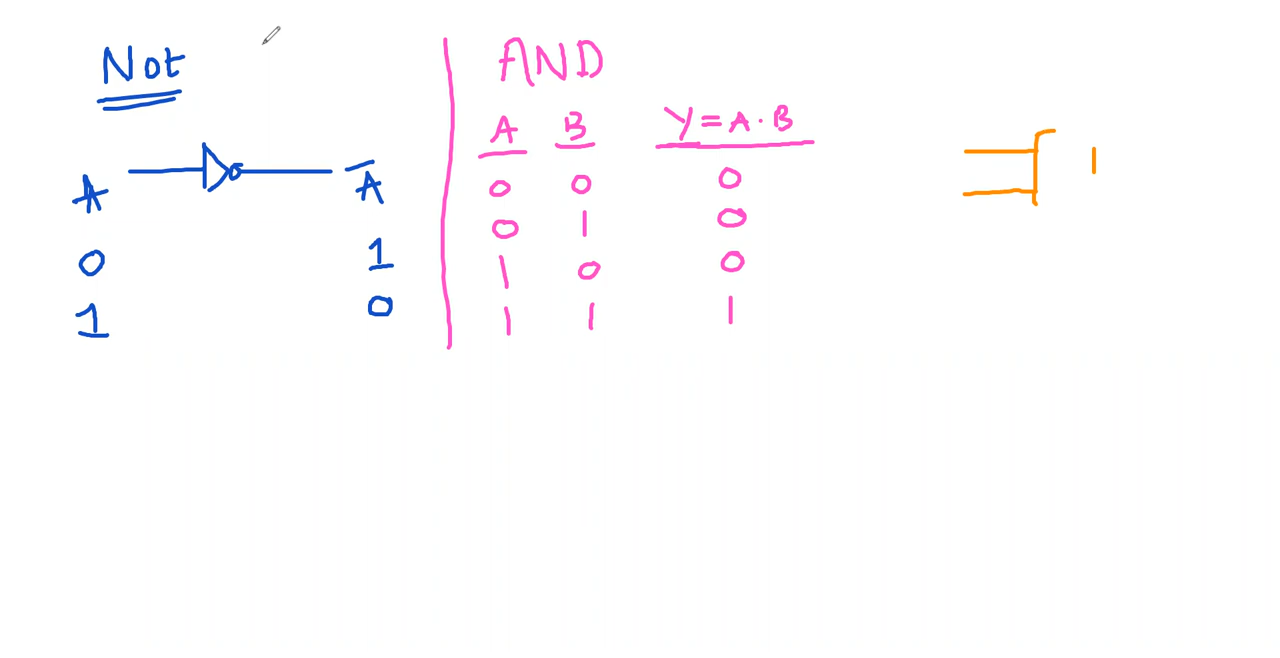 Not
A Ā
0 1
1 0
AND
A B Y = A · B
0 0 0
0 1 0
1 0 0
1 1 1